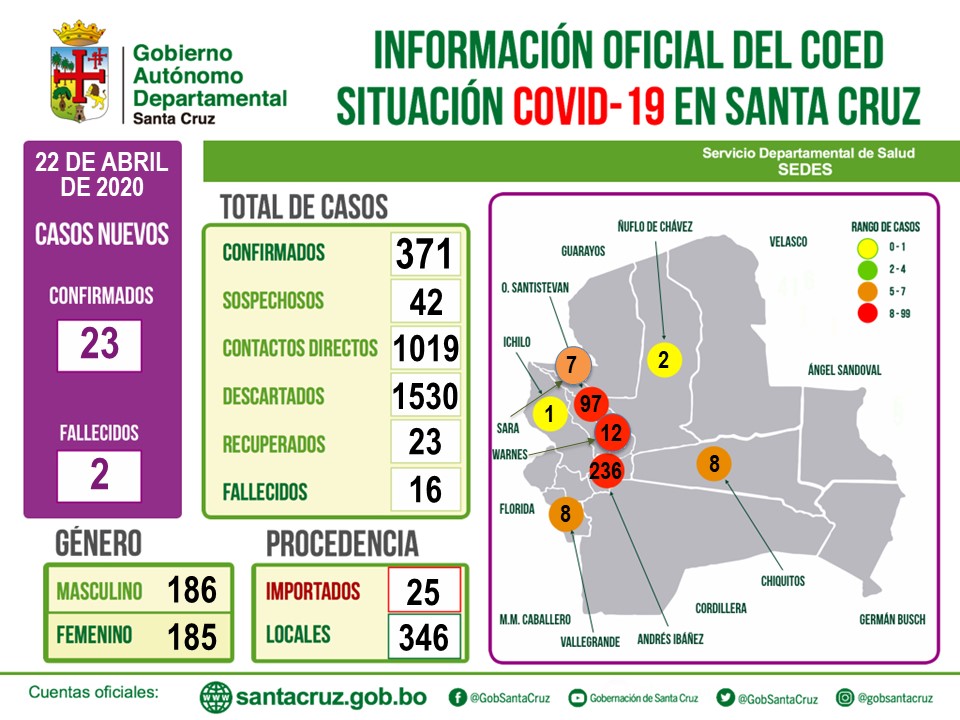 Gobierno
Autónomo
Departamental
Santa Cruz
INFORMACIÓN OFICIAL DEL COED
SITUACIÓN COVID-19 EN SANTA CRUZ
Servicio Departamental de Salud
SEDES
22 DE ABRIL
DE 2020
CASOS NUEVOS
CONFIRMADOS
23
FALLECIDOS
2
TOTAL DE CASOS
CONFIRMADOS 371
SOSPECHOSOS 42
CONTACTOS DIRECTOS 1019
DESCARTADOS 1530
RECUPERADOS 23
FALLECIDOS 16
GÉNERO
MASCULINO 186
FEMENINO 185
PROCEDENCIA
IMPORTADOS 25
LOCALES 346
ÑUFLO DE CHÁVEZ
GUARAYOS
VELASCO
RANGO DE CASOS
0 - 1
2 - 4
5 - 7
8 - 99
O. SANTISTEVAN
ICHILO
ÁNGEL SANDOVAL
7
2
97
1
SARA
12
WARNES
236
8
FLORIDA
8
CHIQUITOS
CORDILLERA
M.M. CABALLERO
GERMÁN BUSCH
VALLEGRANDE
ANDRÉS IBÁÑEZ
Cuentas oficiales:
santacruz.gob.bo
@GobSantaCruz
Gobernación de Santa Cruz
@GobSantaCruz
@gobsantacruz